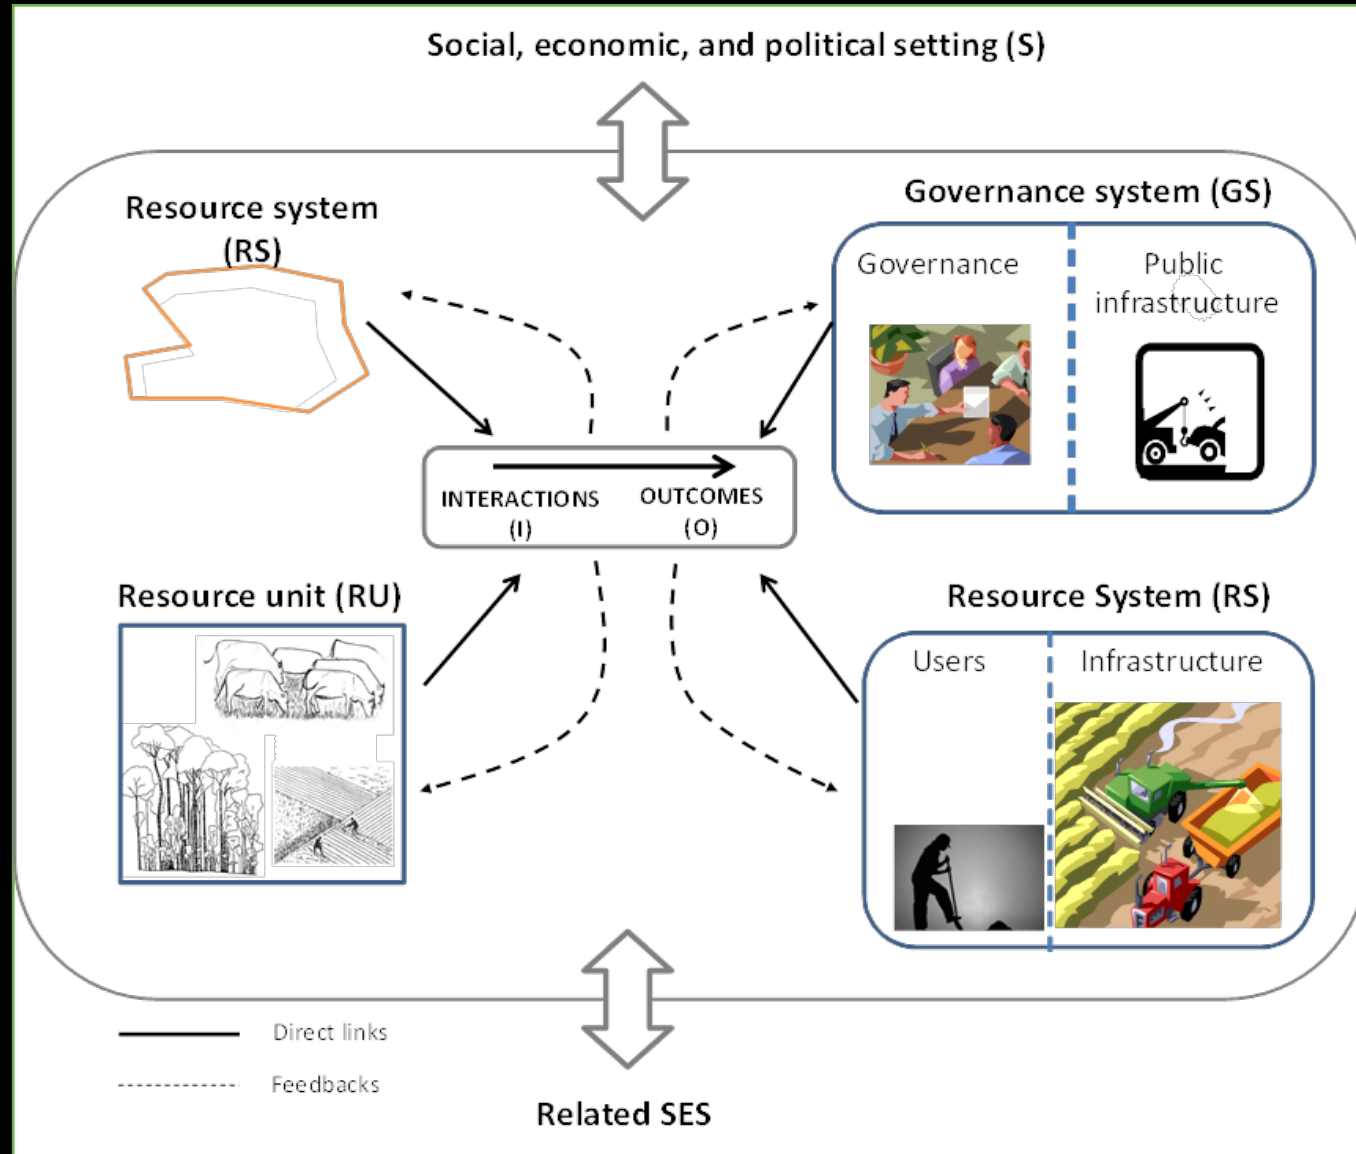 Social, economic, and political setting (S)
Resource system
(RS)
Governance system (GS)
Governance
Public
infrastructure
INTERACTIONS
(I)
OUTCOMES
(O)
Resource unit (RU)
Resource System (RS)
Users
Infrastructure
Direct links
Feedbacks
Related SES